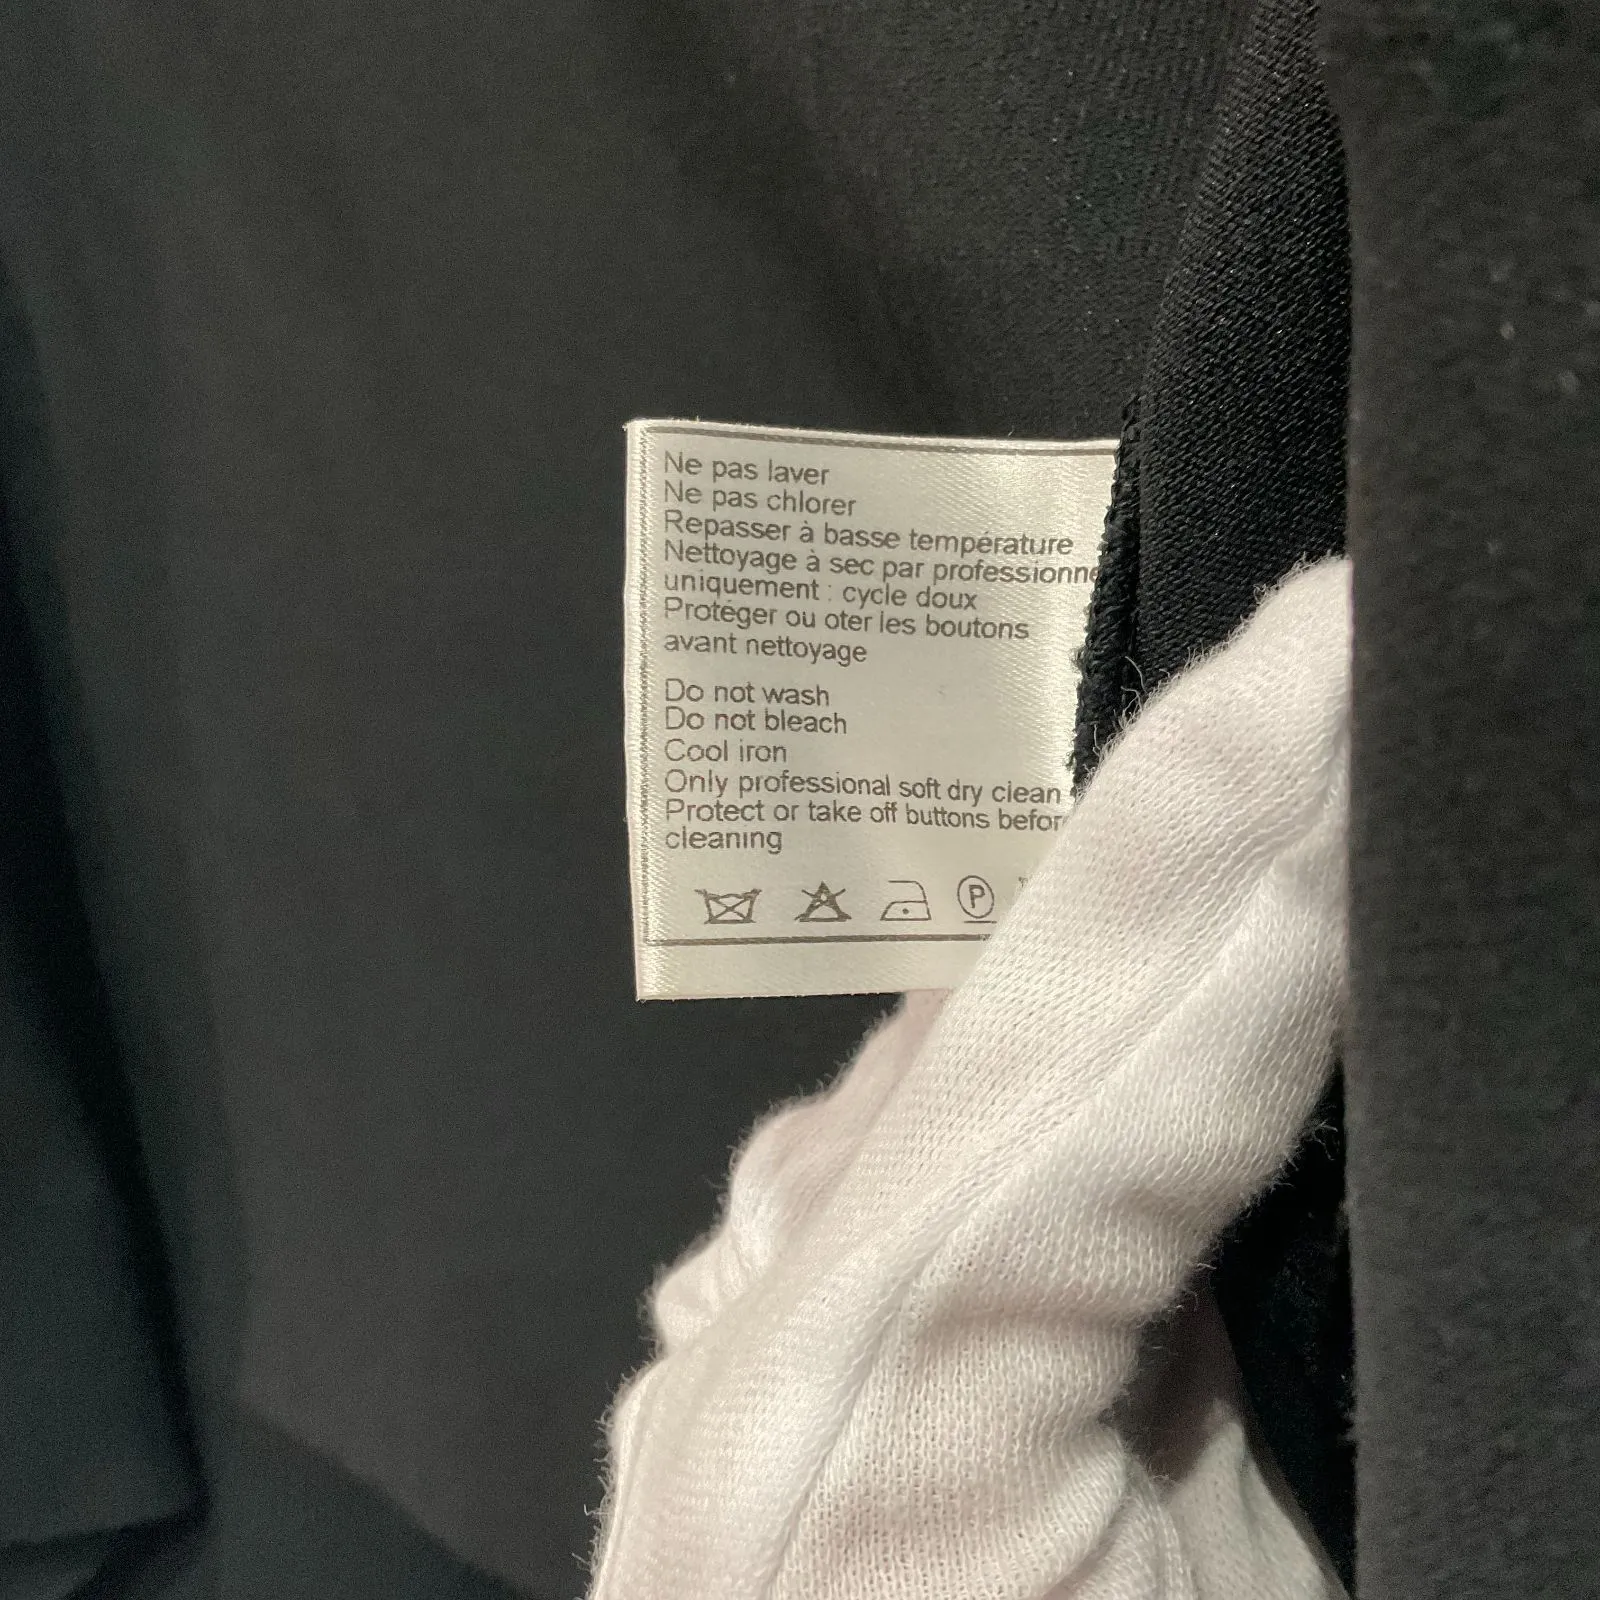 Ne pas laver
Ne pas chlorer
Repasser à basse température
Nettoyage à sec par professionne
uniquement : cycle doux
Protéger ou oter les boutons
avant nettoyage
Do not wash
Do not bleach
Cool iron
Only professional soft dry clean
Protect or take off buttons befor
cleaning
P